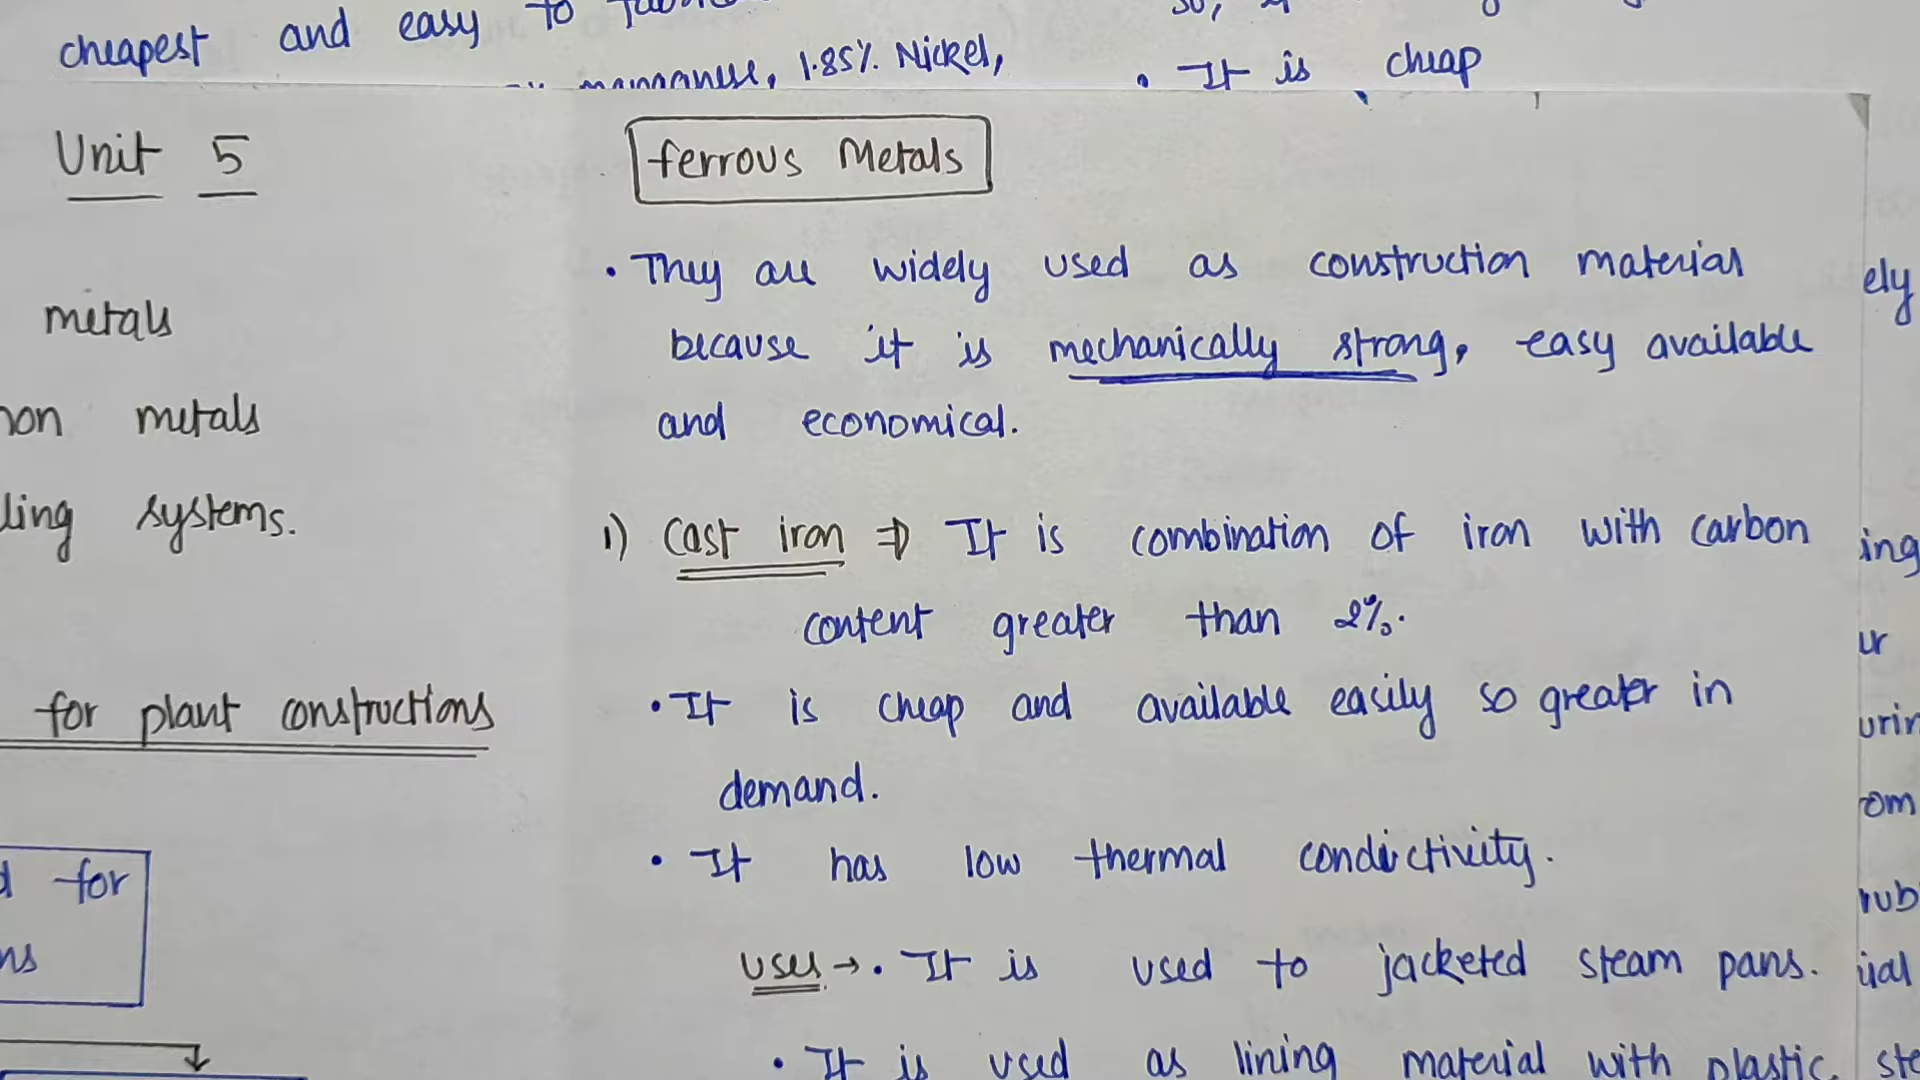 cheapest and easy to
manganese, 1.85% Nickel,
• It is cheap
Unit 5
metals
metals
systems.
for plant constructions
for
ferrous Metals
• They are widely used as construction material
because it is mechanically strong, easy available
and economical.
1) Cast iron ⇒ It is combination of iron with carbon
content greater than 2%.
• It is cheap and available easily so greater in
demand.
• It has low thermal conductivity.
uses → • It is used to jacketed steam pans.
• It is used as lining material with plastic